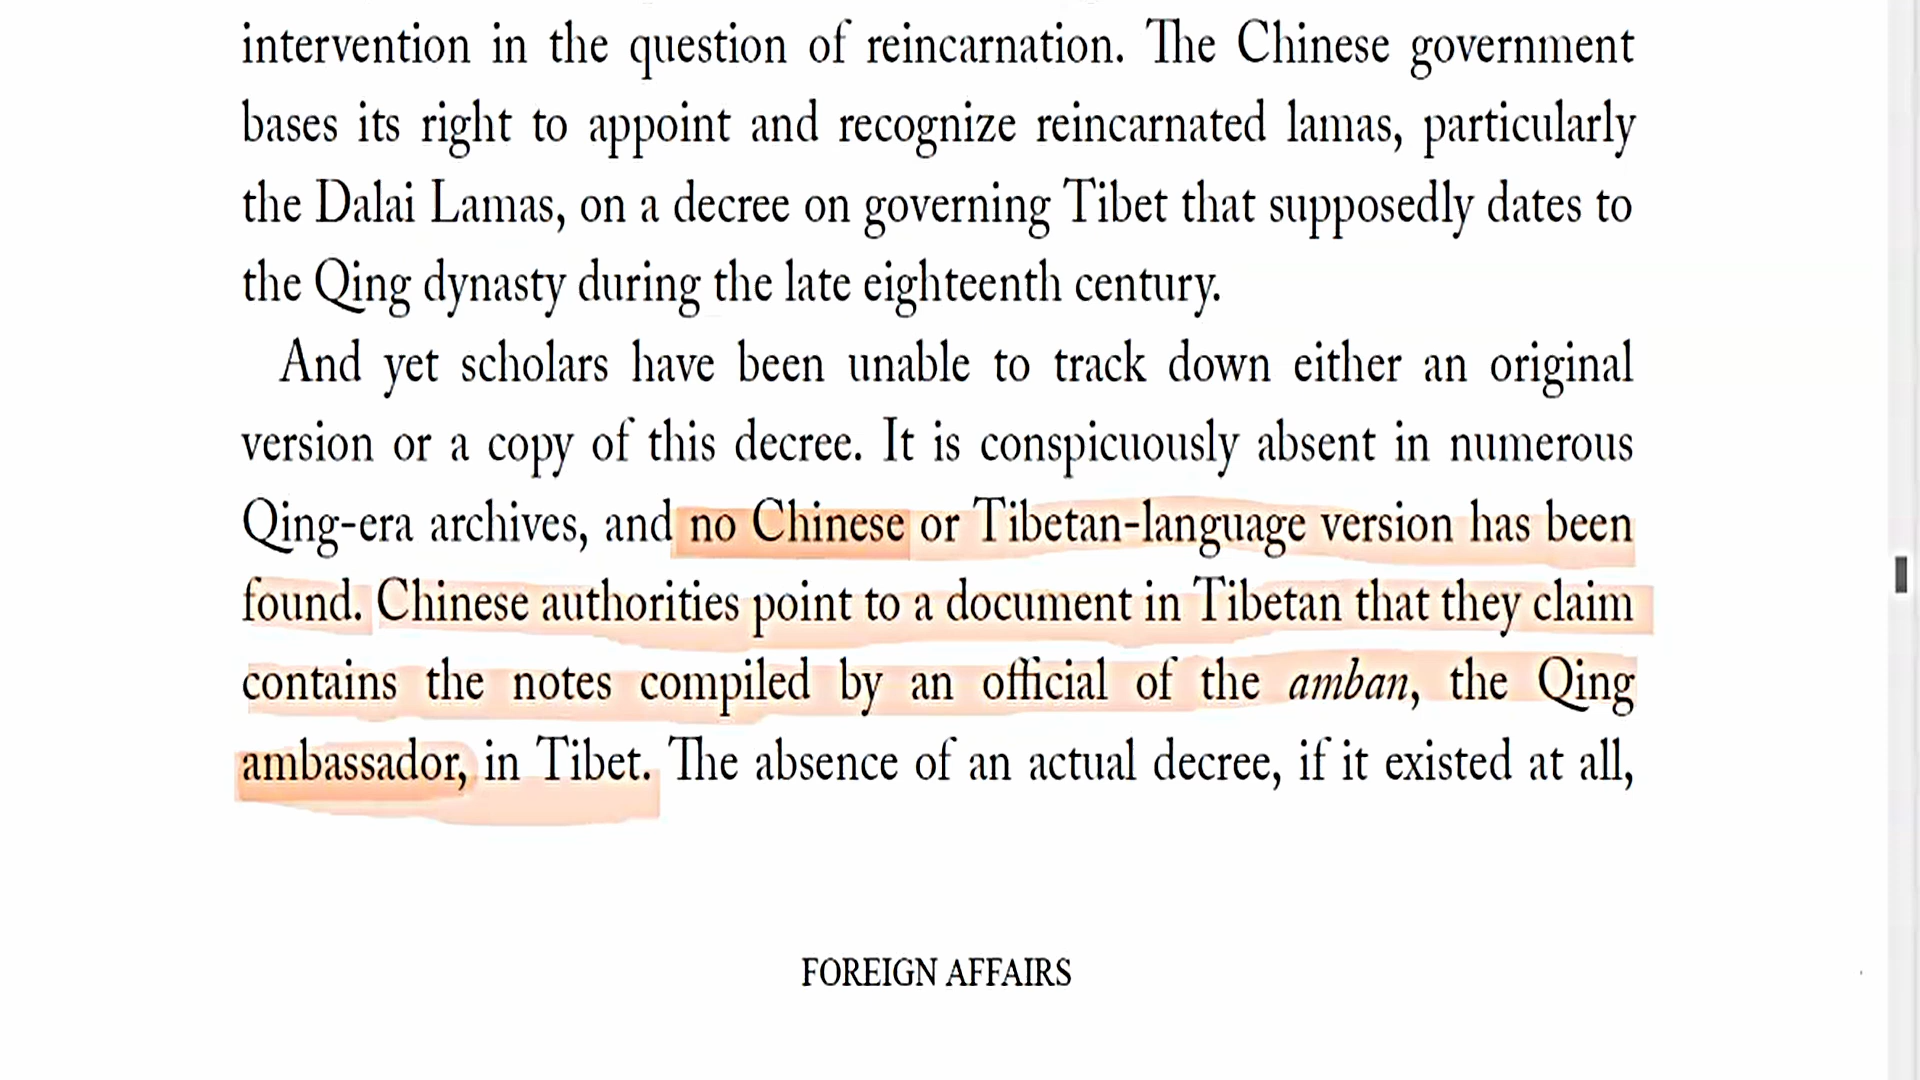 intervention in the question of reincarnation. The Chinese government
bases its right to appoint and recognize reincarnated lamas, particularly
the Dalai Lamas, on a decree on governing Tibet that supposedly dates to
the Qing dynasty during the late eighteenth century.
And yet scholars have been unable to track down either an original
version or a copy of this decree. It is conspicuously absent in numerous
Qing-era archives, and no Chinese or Tibetan-language version has been
found. Chinese authorities point to a document in Tibetan that they claim
contains the notes compiled by an official of the amban, the Qing
ambassador, in Tibet. The absence of an actual decree, if it existed at all,
FOREIGN AFFAIRS